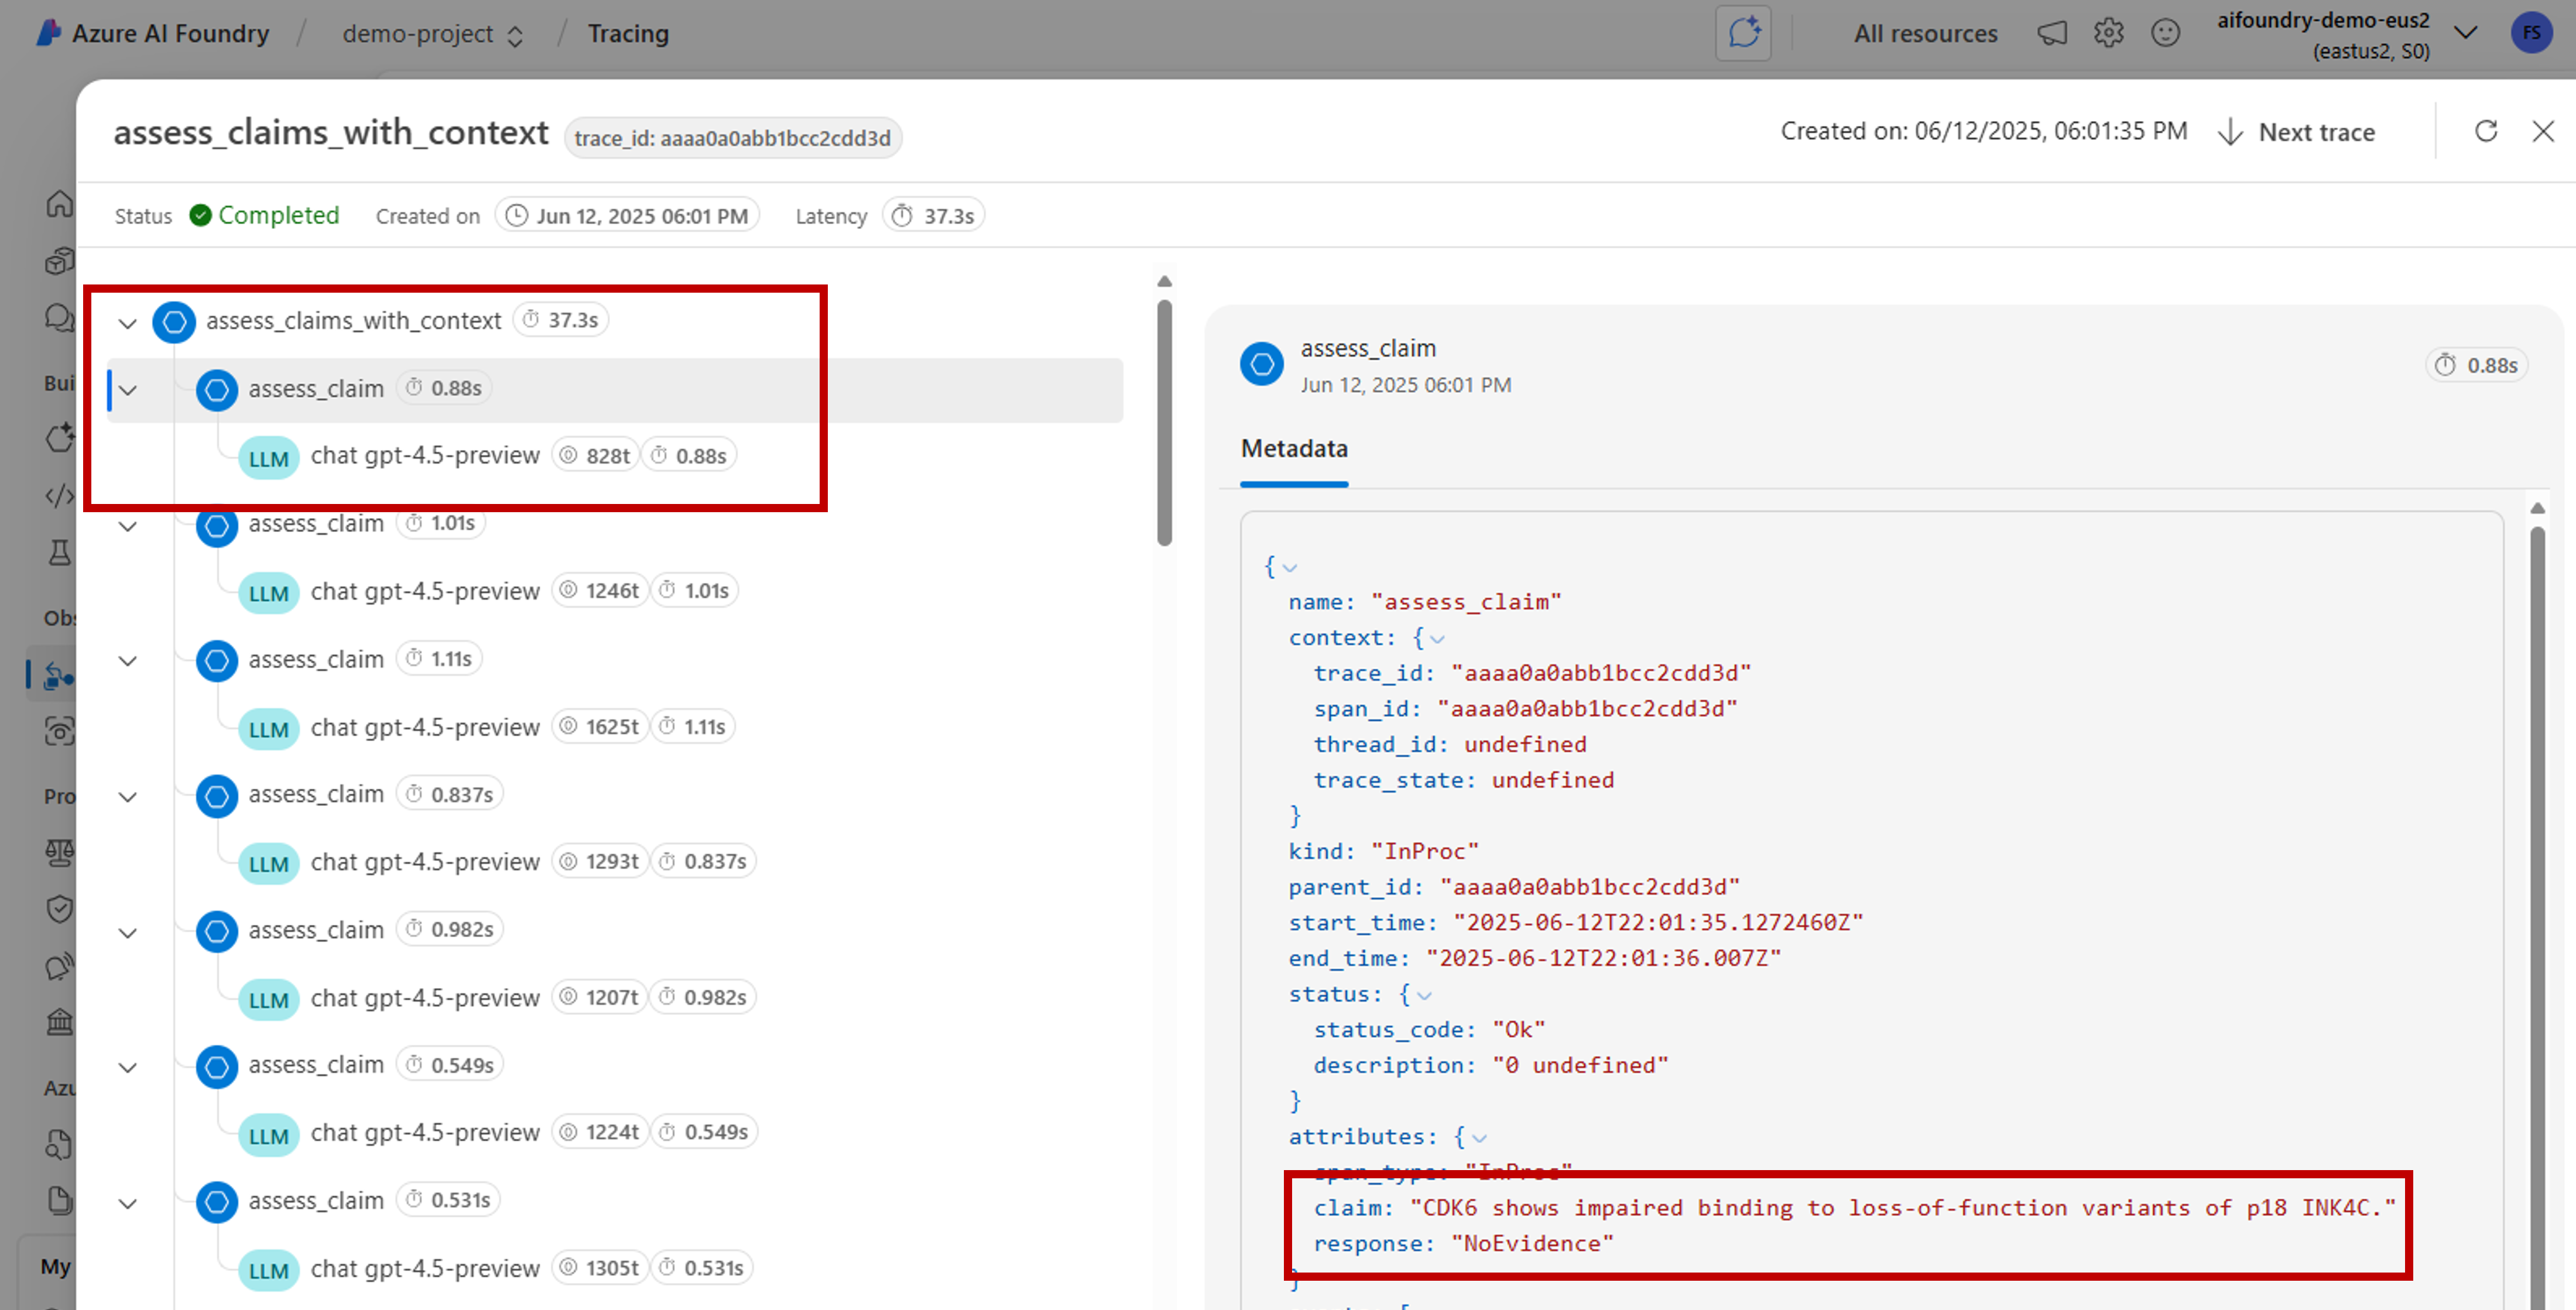 Azure AI Foundry / demo-project / Tracing
All resources
aifoundry-demo-eus2
(eastus2, S0)
FS
assess_claims_with_context
trace_id: aaaa0a0abb1bcc2cdd3d
Created on: 06/12/2025, 06:01:35 PM
Next trace
Status Completed Created on Jun 12, 2025 06:01 PM Latency 37.3s
Bui
Obs
Pro
Azu
My
assess_claims_with_context 37.3s
assess_claim 0.88s
LLM chat gpt-4.5-preview 828t 0.88s
assess_claim 1.01s
LLM chat gpt-4.5-preview 1246t 1.01s
assess_claim 1.11s
LLM chat gpt-4.5-preview 1625t 1.11s
assess_claim 0.837s
LLM chat gpt-4.5-preview 1293t 0.837s
assess_claim 0.982s
LLM chat gpt-4.5-preview 1207t 0.982s
assess_claim 0.549s
LLM chat gpt-4.5-preview 1224t 0.549s
assess_claim 0.531s
LLM chat gpt-4.5-preview 1305t 0.531s
assess_claim
Jun 12, 2025 06:01 PM
0.88s
Metadata
{
name: "assess_claim"
context: {
trace_id: "aaaa0a0abb1bcc2cdd3d"
span_id: "aaaa0a0abb1bcc2cdd3d"
thread_id: undefined
trace_state: undefined
}
kind: "InProc"
parent_id: "aaaa0a0abb1bcc2cdd3d"
start_time: "2025-06-12T22:01:35.1272460Z"
end_time: "2025-06-12T22:01:36.007Z"
status: {
status_code: "Ok"
description: "0 undefined"
}
attributes: {
span_type: "InProc"
claim: "CDK6 shows impaired binding to loss-of-function variants of p18 INK4C."
response: "NoEvidence"
}